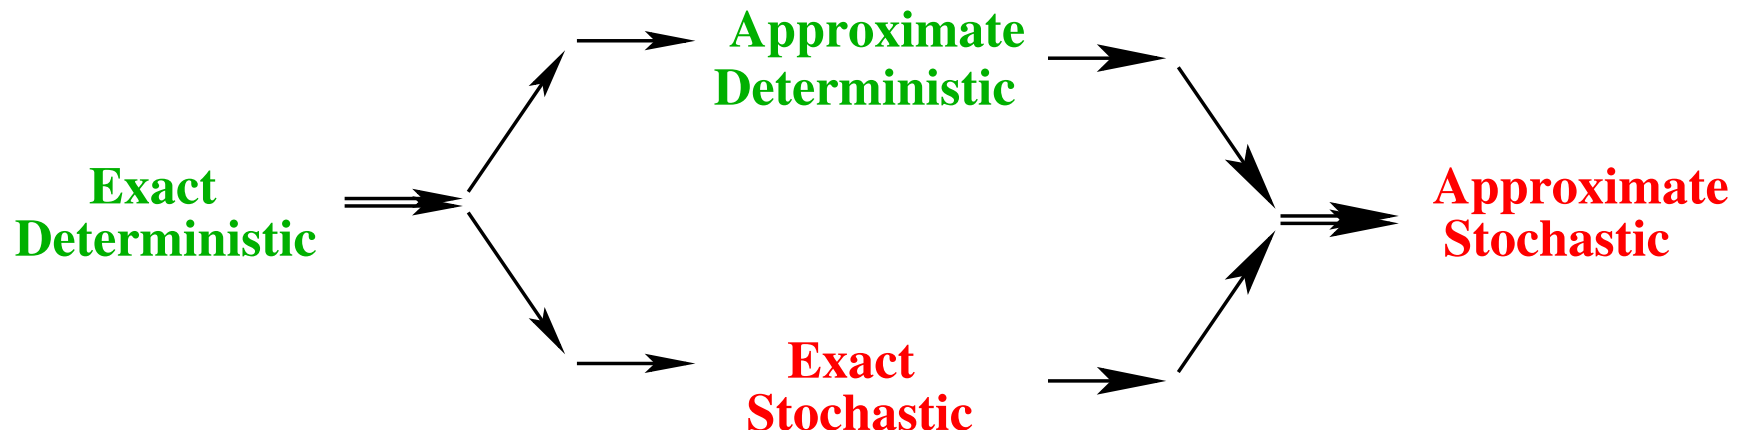 Exact
Deterministic
Approximate
Deterministic
Exact
Stochastic
Approximate
Stochastic